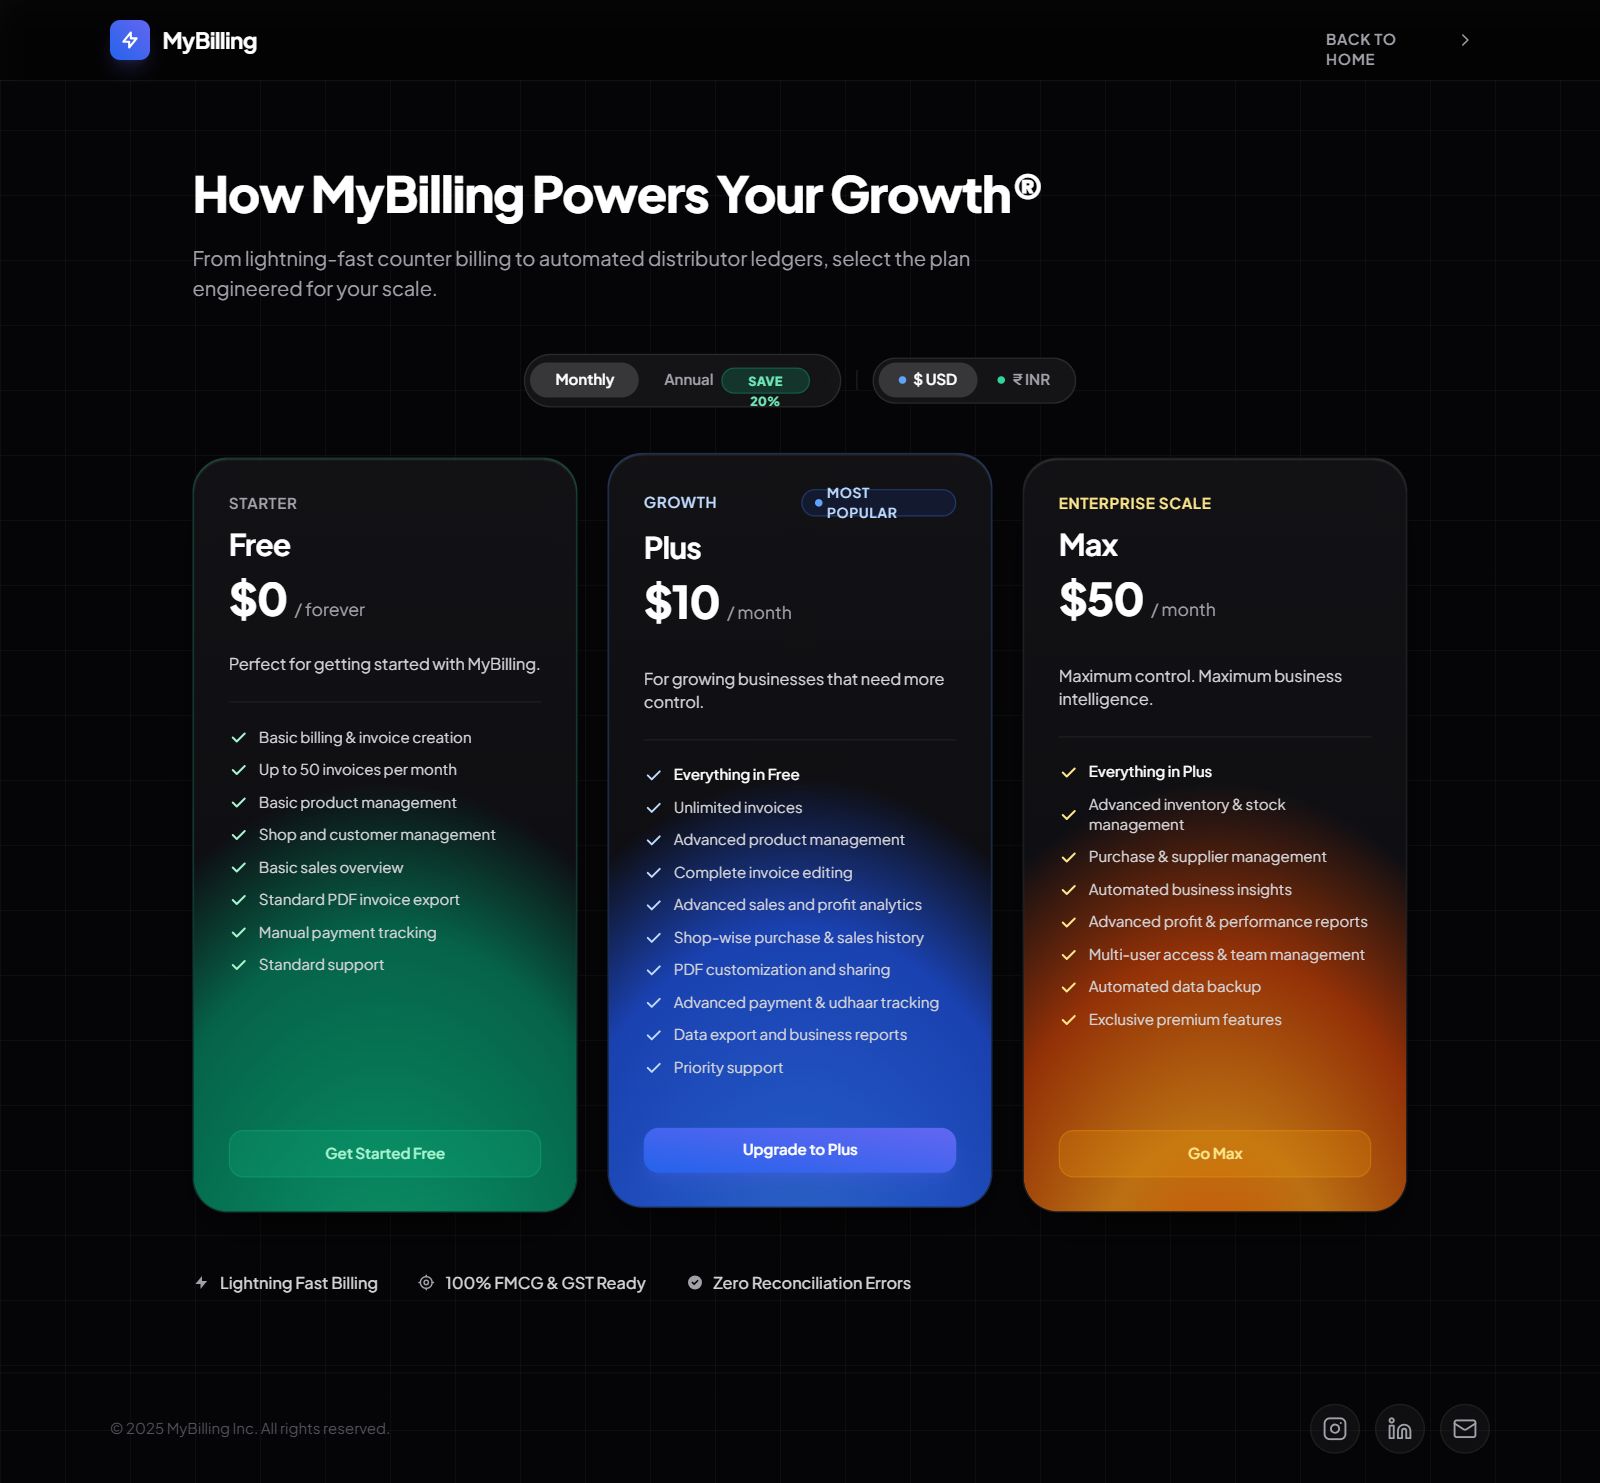 MyBilling
BACK TO
HOME
How MyBilling Powers Your Growth®
From lightning-fast counter billing to automated distributor ledgers, select the plan
engineered for your scale.
Monthly
Annual
SAVE
20%
$ USD
₹ INR
STARTER
Free
$0 / forever
Perfect for getting started with MyBilling.
Basic billing & invoice creation
Up to 50 invoices per month
Basic product management
Shop and customer management
Basic sales overview
Standard PDF invoice export
Manual payment tracking
Standard support
Get Started Free
GROWTH
MOST
POPULAR
Plus
$10 / month
For growing businesses that need more
control.
Everything in Free
Unlimited invoices
Advanced product management
Complete invoice editing
Advanced sales and profit analytics
Shop-wise purchase & sales history
PDF customization and sharing
Advanced payment & udhaar tracking
Data export and business reports
Priority support
Upgrade to Plus
ENTERPRISE SCALE
Max
$50 / month
Maximum control. Maximum business
intelligence.
Everything in Plus
Advanced inventory & stock
management
Purchase & supplier management
Automated business insights
Advanced profit & performance reports
Multi-user access & team management
Automated data backup
Exclusive premium features
Go Max
Lightning Fast Billing
100% FMCG & GST Ready
Zero Reconciliation Errors
© 2025 MyBilling Inc. All rights reserved.